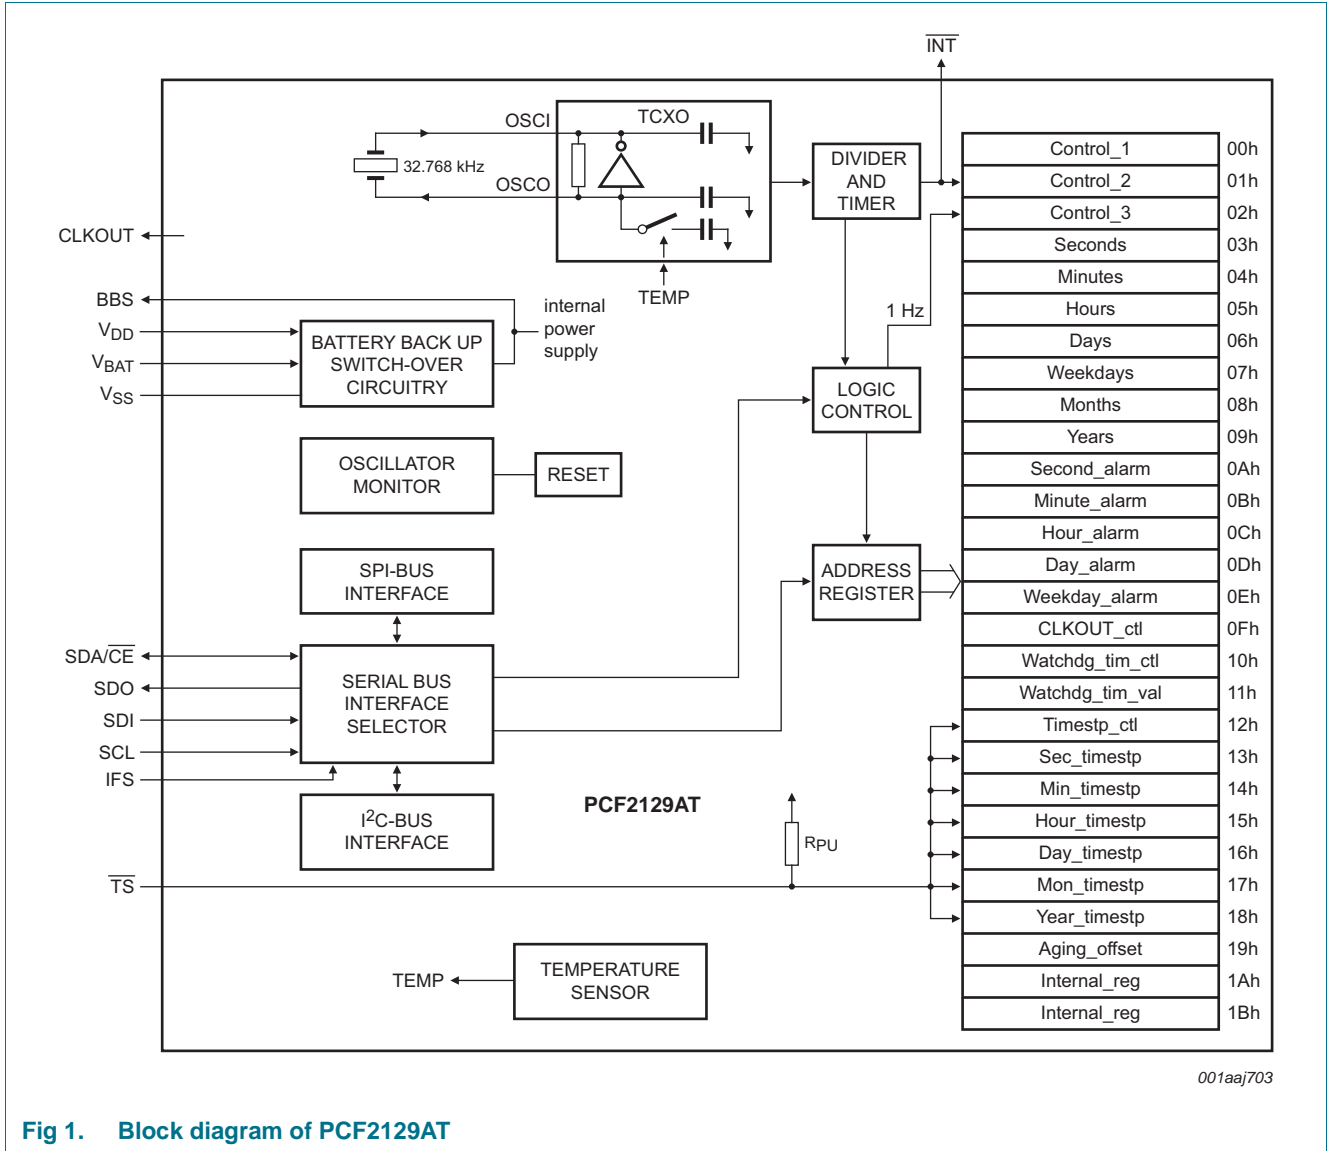 INT
OSCI
TCXO
32.768 kHz
OSCO
TEMP
DIVIDER
AND
TIMER
CLKOUT
BBS
VDD
VBAT
VSS
BATTERY BACK UP
SWITCH-OVER
CIRCUITRY
internal
power
supply
1 Hz
LOGIC
CONTROL
OSCILLATOR
MONITOR
RESET
SPI-BUS
INTERFACE
ADDRESS
REGISTER
SDA/CE
SDO
SDI
SCL
IFS
SERIAL BUS
INTERFACE
SELECTOR
I2C-BUS
INTERFACE
PCF2129AT
RPU
TS
TEMP
TEMPERATURE
SENSOR
Control_1 00h
Control_2 01h
Control_3 02h
Seconds 03h
Minutes 04h
Hours 05h
Days 06h
Weekdays 07h
Months 08h
Years 09h
Second_alarm 0Ah
Minute_alarm 0Bh
Hour_alarm 0Ch
Day_alarm 0Dh
Weekday_alarm 0Eh
CLKOUT_ctl 0Fh
Watchdg_tim_ctl 10h
Watchdg_tim_val 11h
Timestp_ctl 12h
Sec_timestp 13h
Min_timestp 14h
Hour_timestp 15h
Day_timestp 16h
Mon_timestp 17h
Year_timestp 18h
Aging_offset 19h
Internal_reg 1Ah
Internal_reg 1Bh
001aaj703
Fig 1. Block diagram of PCF2129AT